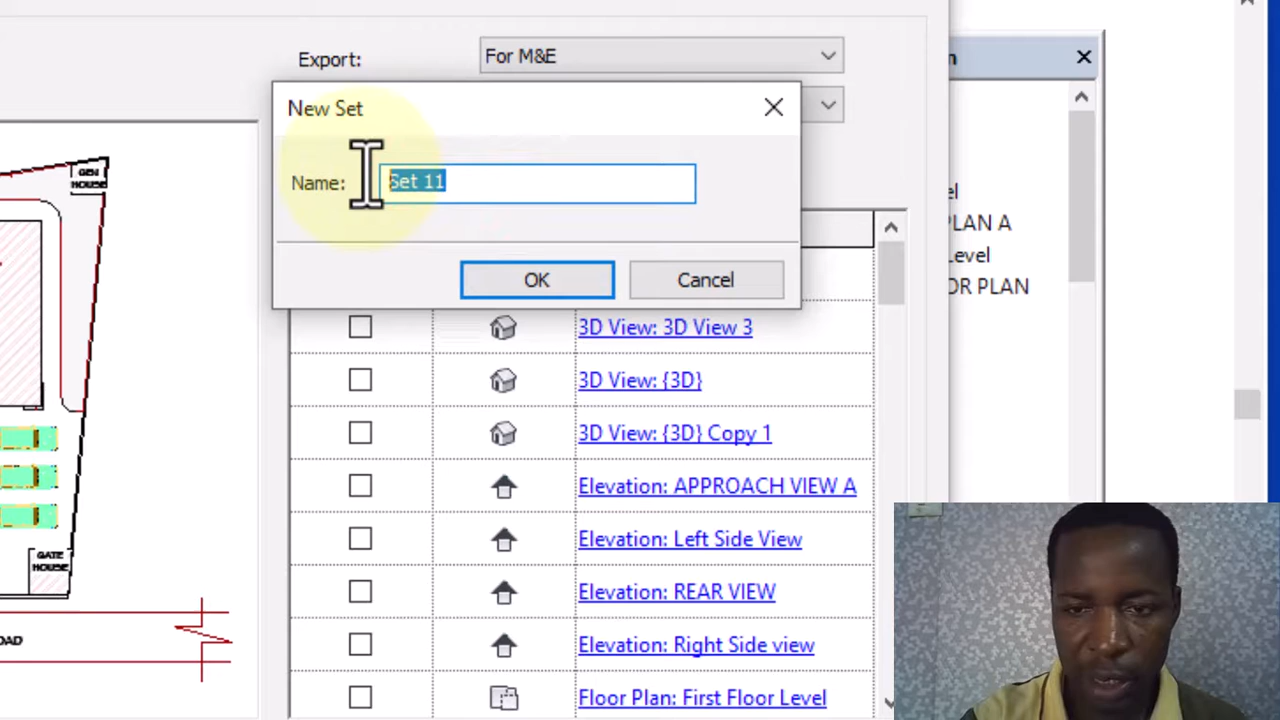 n
Export:
For M&E
New Set
Name:
Set 11
OK
Cancel
3D View: 3D View 3
3D View: {3D}
3D View: {3D} Copy 1
Elevation: APPROACH VIEW A
Elevation: Left Side View
Elevation: REAR VIEW
Elevation: Right Side view
Floor Plan: First Floor Level
el
LAN A
Level
OR PLAN
GEN
HOUSE
GATE
HOUSE
OAD